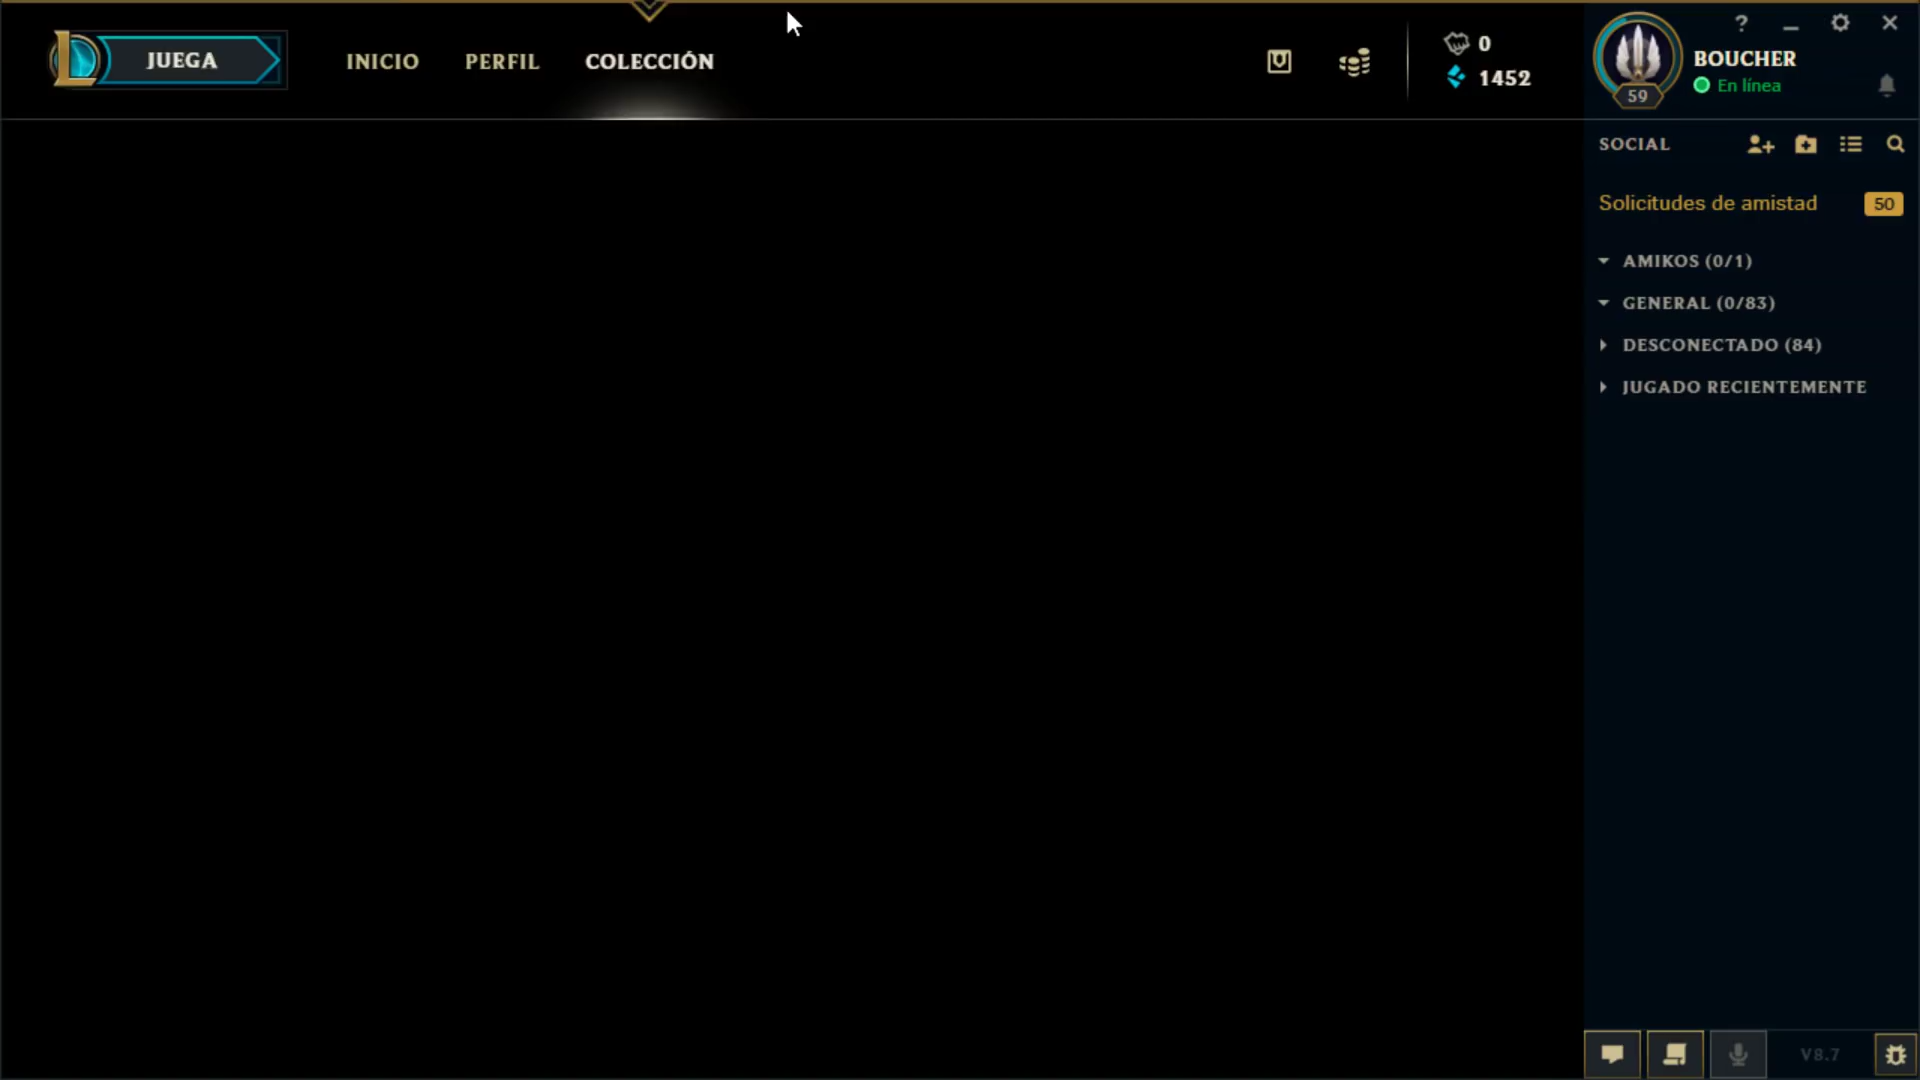 JUEGA
INICIO
PERFIL
COLECCIÓN
0
1452
59
BOUCHER
En línea
SOCIAL
Solicitudes de amistad 50
AMIKOS (0/1)
GENERAL (0/83)
DESCONECTADO (84)
JUGADO RECIENTEMENTE
V8.7